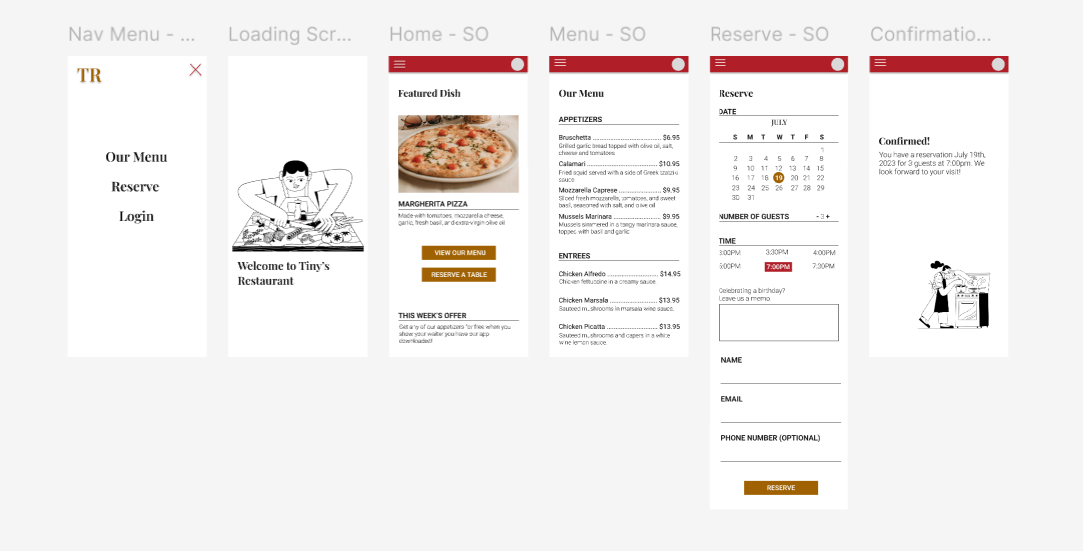 Nav Menu - ...
Loading Scr...
Home - SO
Menu - SO
Reserve - SO
Confirmatio...
TR
Our Menu
Reserve
Login
Welcome to Tiny's
Restaurant
Featured Dish
MARGHERITA PIZZA
Made with tomatoes, mozzarella cheese,
garlic, fresh basil, and extra-virgin olive oil
VIEW OUR MENU
RESERVE A TABLE
THIS WEEK'S OFFER
Get any of our appetizers for free when you
show your waiter you have our app
downloaded!
Our Menu
APPETIZERS
Bruschetta ................................ $6.95
Grilled garlic bread topped with olive oil, salt,
cheese and tomatoes.
Calamari ................................ $10.95
Fried squid served with a side of Greek tzatziki
sauce
Mozzarella Caprese ................ $9.95
Sliced fresh mozzarella, tomatoes, and sweet
basil, seasoned with salt, and olive oil
Mussels Marinara .................... $9.95
Mussels simmered in a tangy marinara sauce,
topped with basil and garlic
ENTREES
Chicken Alfredo ...................... $14.95
Chicken fettuccine in a creamy sauce
Chicken Marsala ..................... $13.95
Sauteed mushrooms in marsala wine sauce.
Chicken Picatta ........................ $13.95
Sauteed mushrooms and capers in a white
wine lemon sauce.
Reserve
DATE
JULY
S M T W T F S
1
2 3 4 5 6 7 8
9 10 11 12 13 14 15
16 17 18 19 20 21 22
23 24 25 26 27 28 29
30 31
NUMBER OF GUESTS - 3 +
TIME
3:30PM 4:00PM
7:00PM 7:30PM
Celebrating a birthday?
Leave us a memo.
NAME
EMAIL
PHONE NUMBER (OPTIONAL)
RESERVE
Confirmed!
You have a reservation July 19th,
2023 for 3 guests at 7:00pm. We
look forward to your visit!